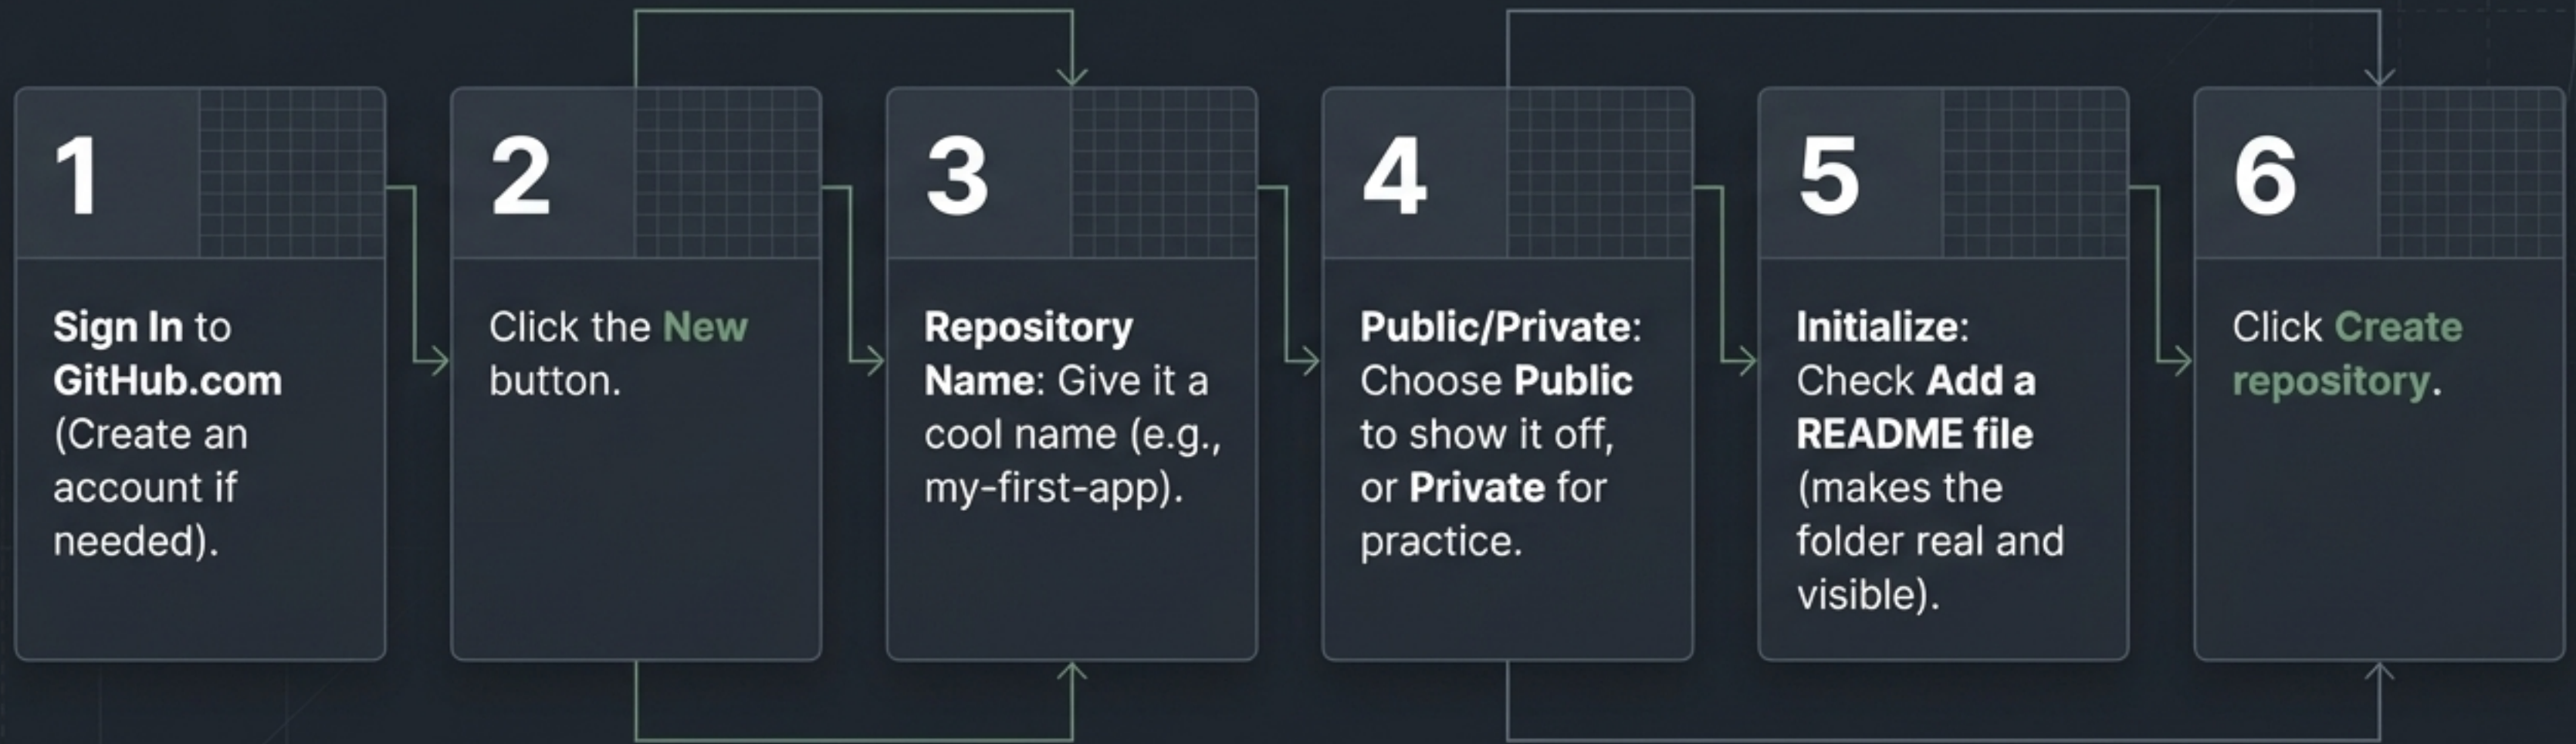 1
Sign In to
GitHub.com
(Create an
account if
needed).
2
Click the New
button.
3
Repository
Name: Give it a
cool name (e.g.,
my-first-app).
4
Public/Private:
Choose Public
to show it off,
or Private for
practice.
5
Initialize:
Check Add a
README file
(makes the
folder real and
visible).
6
Click Create
repository.